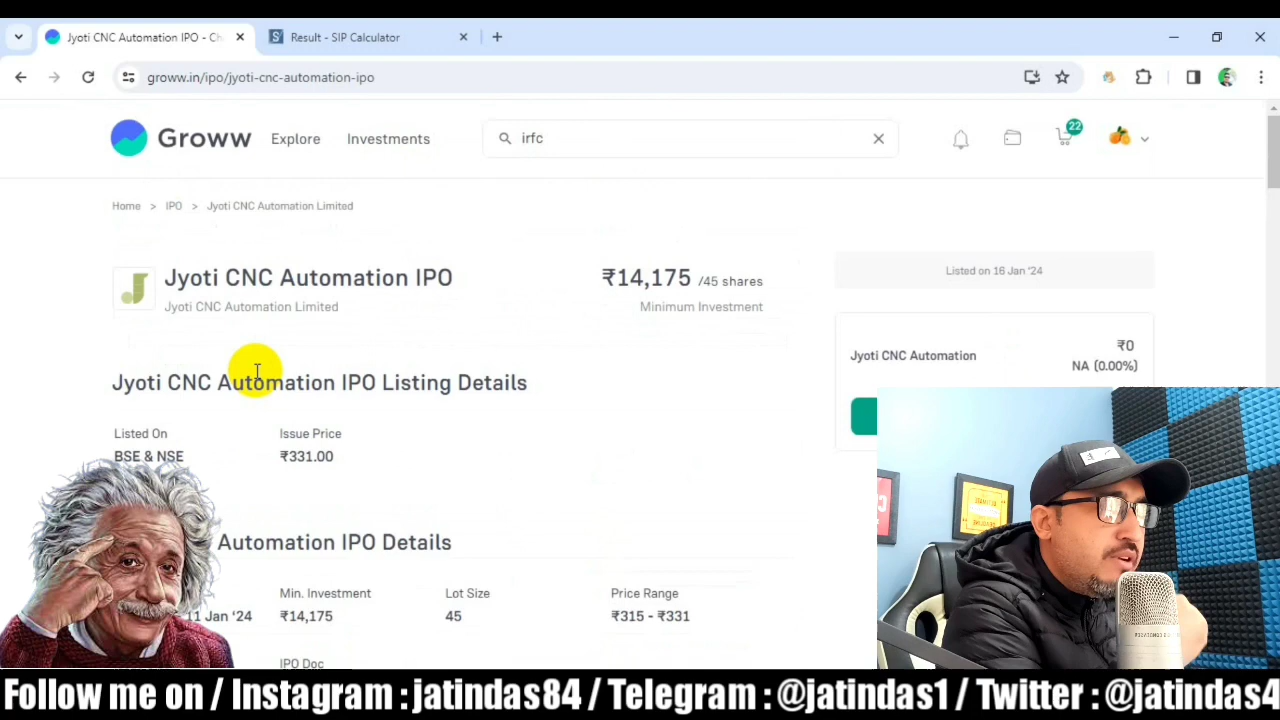 Jyoti CNC Automation IPO - Ch
Result - SIP Calculator
groww.in/ipo/jyoti-cnc-automation-ipo
Groww
Explore
Investments
irfc
22
Home > IPO > Jyoti CNC Automation Limited
Jyoti CNC Automation IPO
Jyoti CNC Automation Limited
₹14,175 /45 shares
Minimum Investment
Listed on 16 Jan '24
Jyoti CNC Automation
₹0
NA (0.00%)
Jyoti CNC Automation IPO Listing Details
Listed On
BSE & NSE
Issue Price
₹331.00
Automation IPO Details
11 Jan '24
Min. Investment
₹14,175
Lot Size
45
Price Range
₹315 - ₹331
IPO Doc
Follow me on / Instagram : jatindas84 / Telegram : @jatindas1 / Twitter : @jatindas4